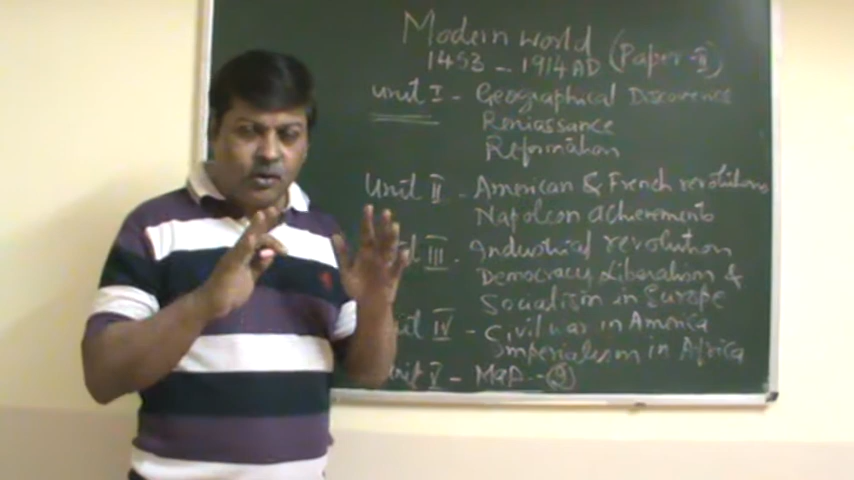 Modern world
1453 - 1914 AD (Paper-II)
Unit I - Geographical Discoveries
Reniassance
Reformation
Unit II - American & French revolutions
Napoleon achievements
III. Industrial revolution
Democracy, Liberalism &
Socialism in Europe
IV - Civil war in America
Imperialism in Africa
V - Map -